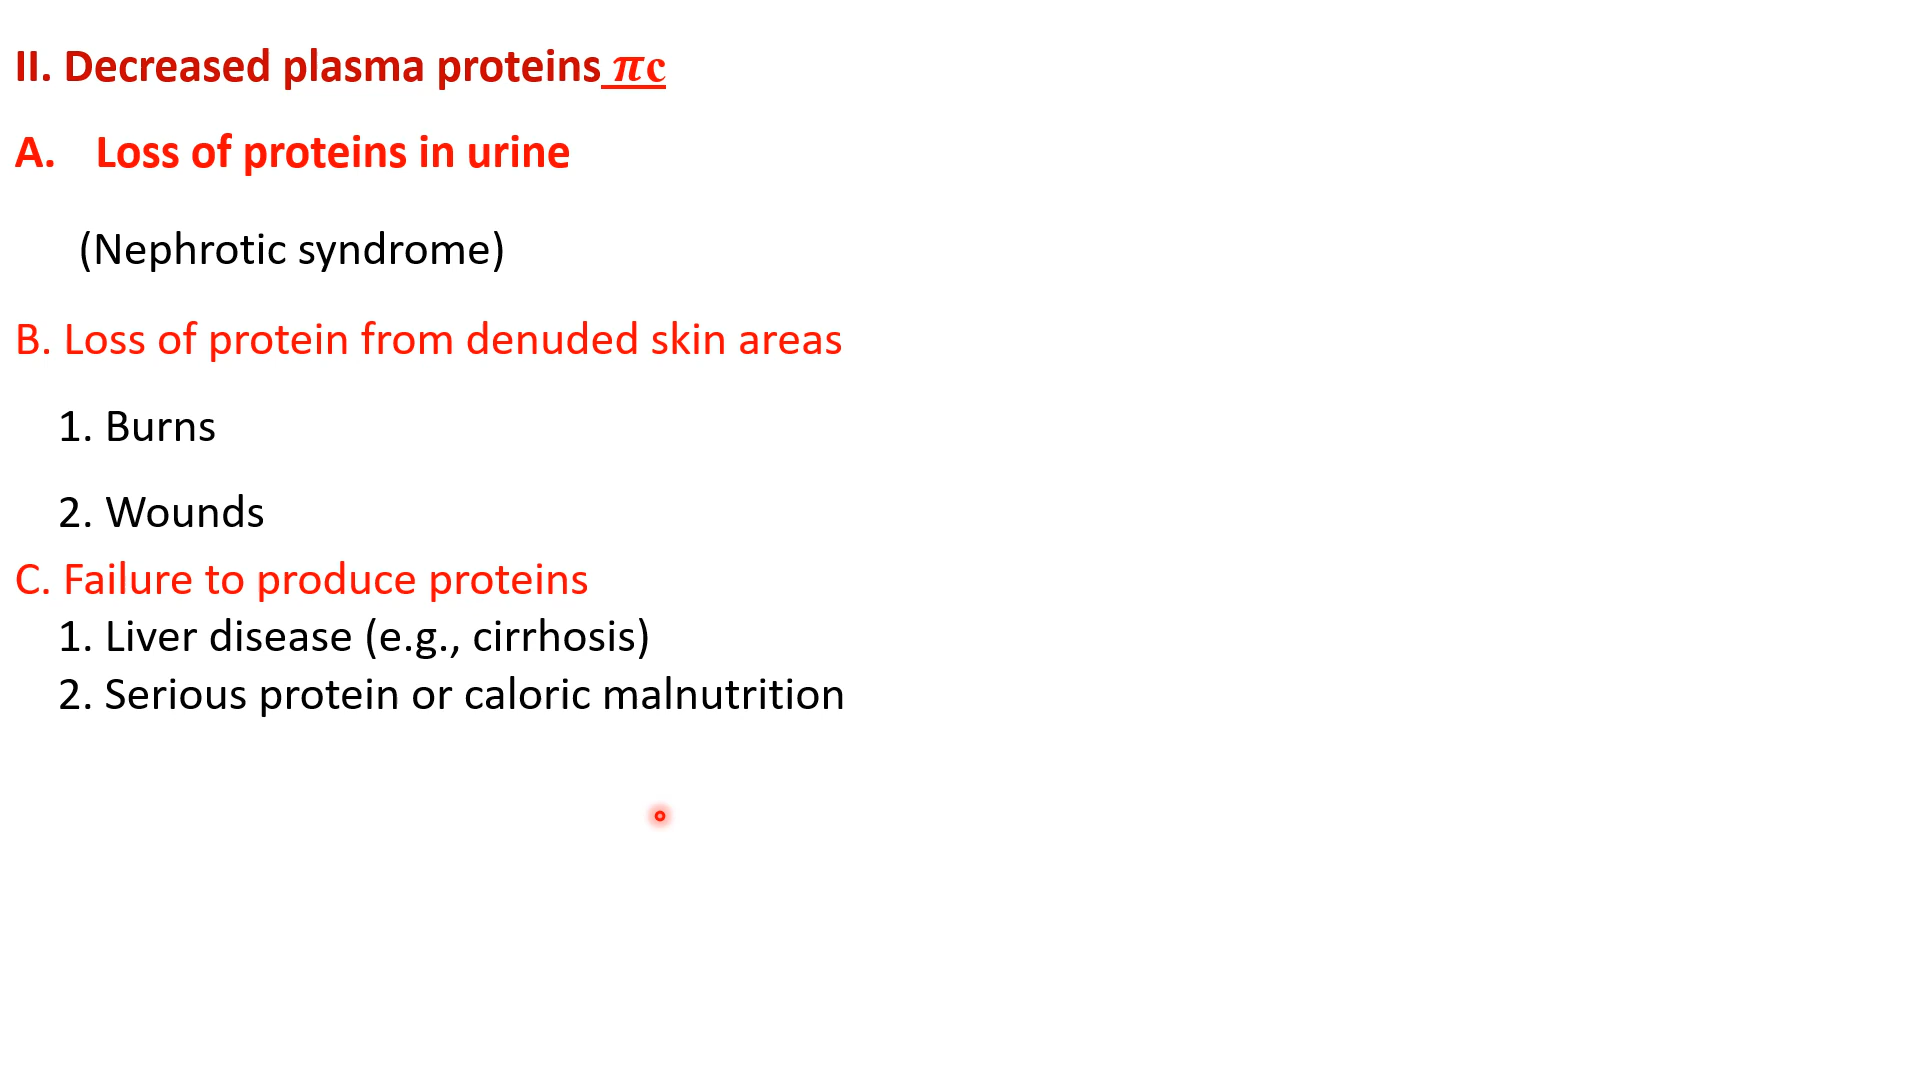 II. Decreased plasma proteins 𝝅c
A. Loss of proteins in urine
(Nephrotic syndrome)
B. Loss of protein from denuded skin areas
1. Burns
2. Wounds
C. Failure to produce proteins
1. Liver disease (e.g., cirrhosis)
2. Serious protein or caloric malnutrition